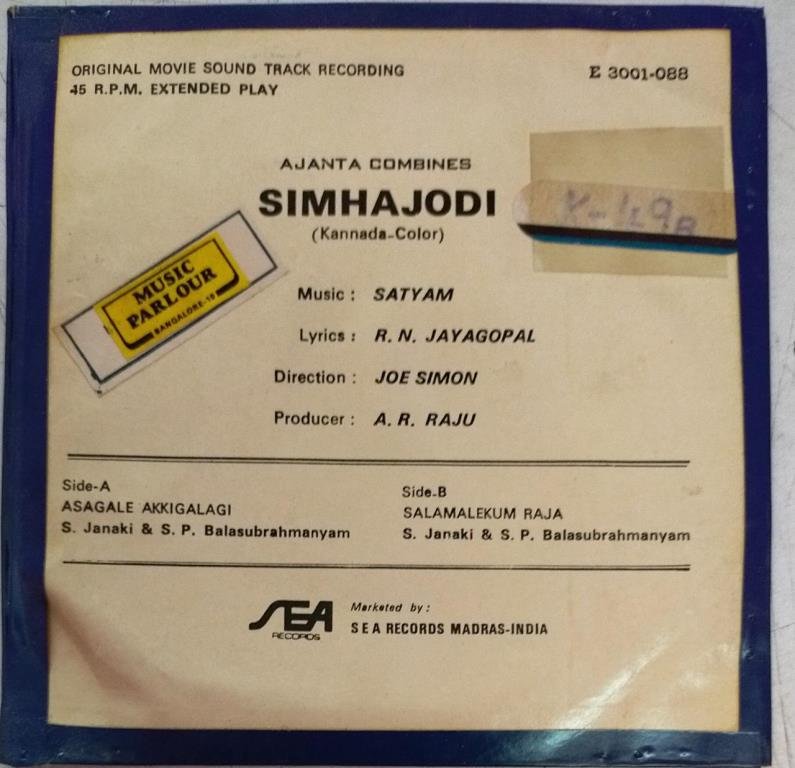 ORIGINAL MOVIE SOUND TRACK RECORDING
45 R.P.M. EXTENDED PLAY
E 3001-088
AJANTA COMBINES
SIMHAJODI
(Kannada-Color)
MUSIC
PARLOUR
BANGALORE-10
Music : SATYAM
Lyrics : R. N. JAYAGOPAL
Direction : JOE SIMON
Producer : A. R. RAJU
Side-A
ASAGALE AKKIGALAGI
S. Janaki & S. P. Balasubrahmanyam
Side-B
SALAMALEKUM RAJA
S. Janaki & S. P. Balasubrahmanyam
SEA
RECORDS
Marketed by :
SEA RECORDS MADRAS-INDIA